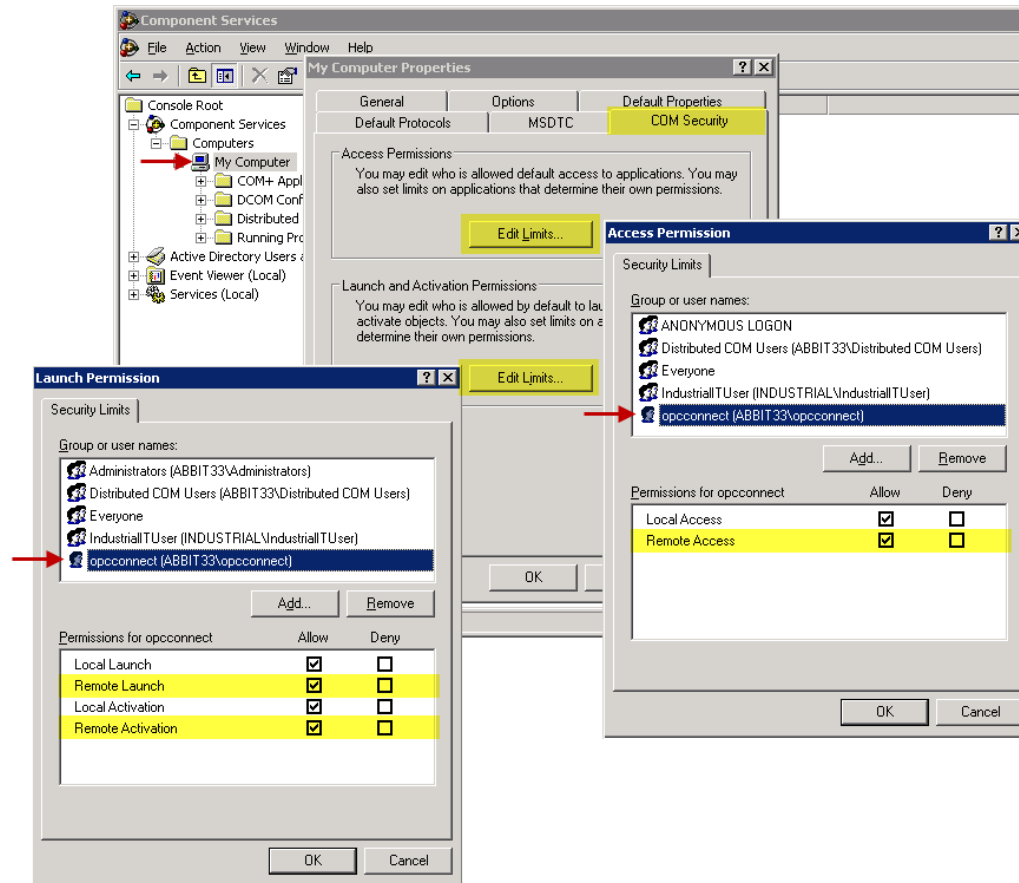 Component Services
File Action View Window Help
Console Root
Component Services
Computers
My Computer
COM+ Appl
DCOM Conf
Distributed
Running Pro
Active Directory Users a
Event Viewer (Local)
Services (Local)
My Computer Properties
General Options Default Properties
Default Protocols MSDTC COM Security
Access Permissions
You may edit who is allowed default access to applications. You may
also set limits on applications that determine their own permissions.
Edit Limits...
Launch and Activation Permissions
You may edit who is allowed by default to lau
activate objects. You may also set limits on a
determine their own permissions.
Edit Limits...
OK
Access Permission
Security Limits
Group or user names:
ANONYMOUS LOGON
Distributed COM Users (ABBIT33\Distributed COM Users)
Everyone
IndustrialITUser (INDUSTRIAL\IndustrialITUser)
opcconnect (ABBIT33\opcconnect)
Add... Remove
Permissions for opcconnect Allow Deny
Local Access
Remote Access
OK Cancel
Launch Permission
Security Limits
Group or user names:
Administrators (ABBIT33\Administrators)
Distributed COM Users (ABBIT33\Distributed COM Users)
Everyone
IndustrialITUser (INDUSTRIAL\IndustrialITUser)
opcconnect (ABBIT33\opcconnect)
Add... Remove
Permissions for opcconnect Allow Deny
Local Launch
Remote Launch
Local Activation
Remote Activation
OK Cancel